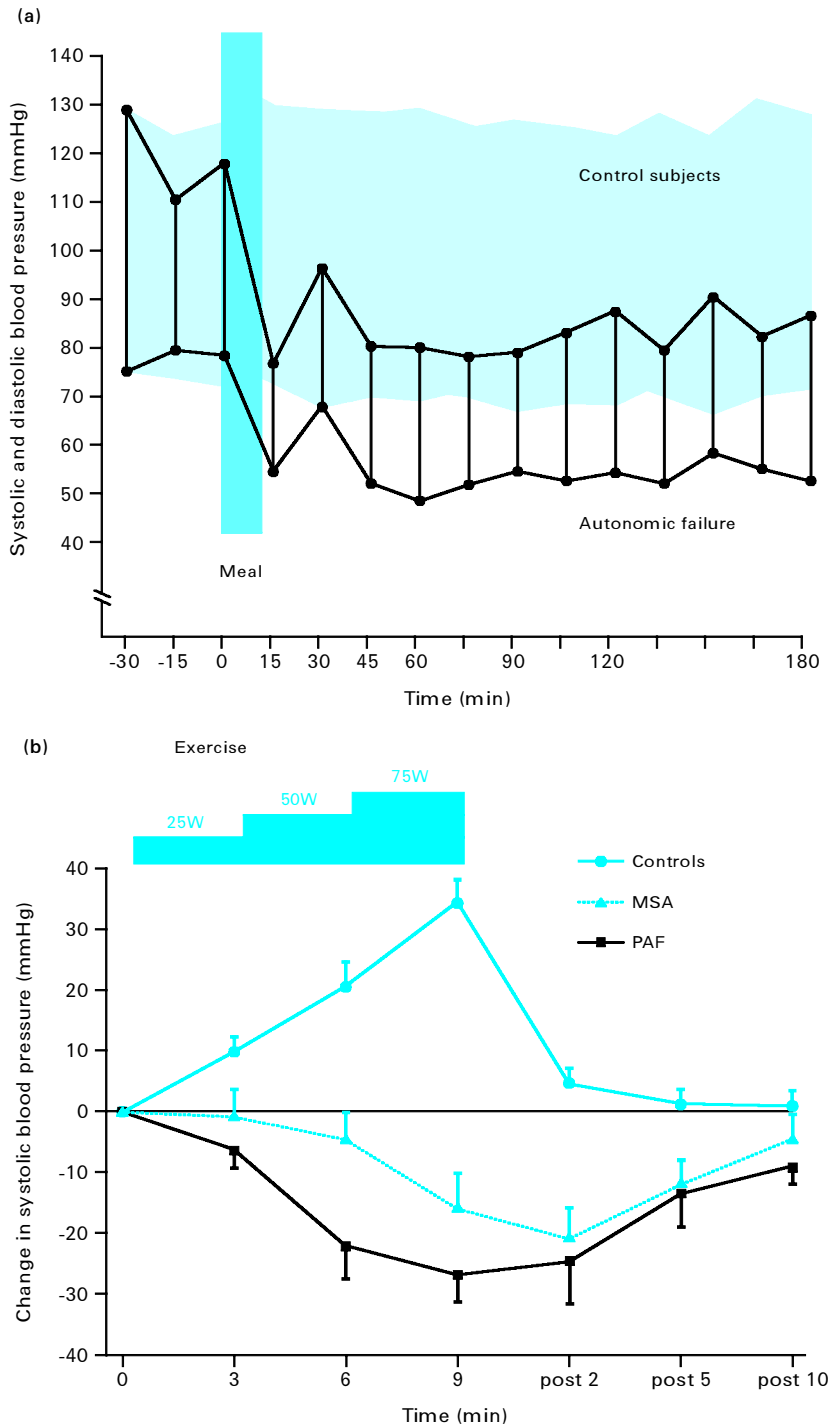 (a)
Systolic and diastolic blood pressure (mmHg)
140
130
120
110
100
90
80
70
60
50
40
Control subjects
Autonomic failure
Meal
-30 -15 0 15 30 45 60 90 120 180
Time (min)
(b)
Exercise
75W
50W
25W
Controls
MSA
PAF
Change in systolic blood pressure (mmHg)
40
30
20
10
0
-10
-20
-30
-40
0 3 6 9 post 2 post 5 post 10
Time (min)